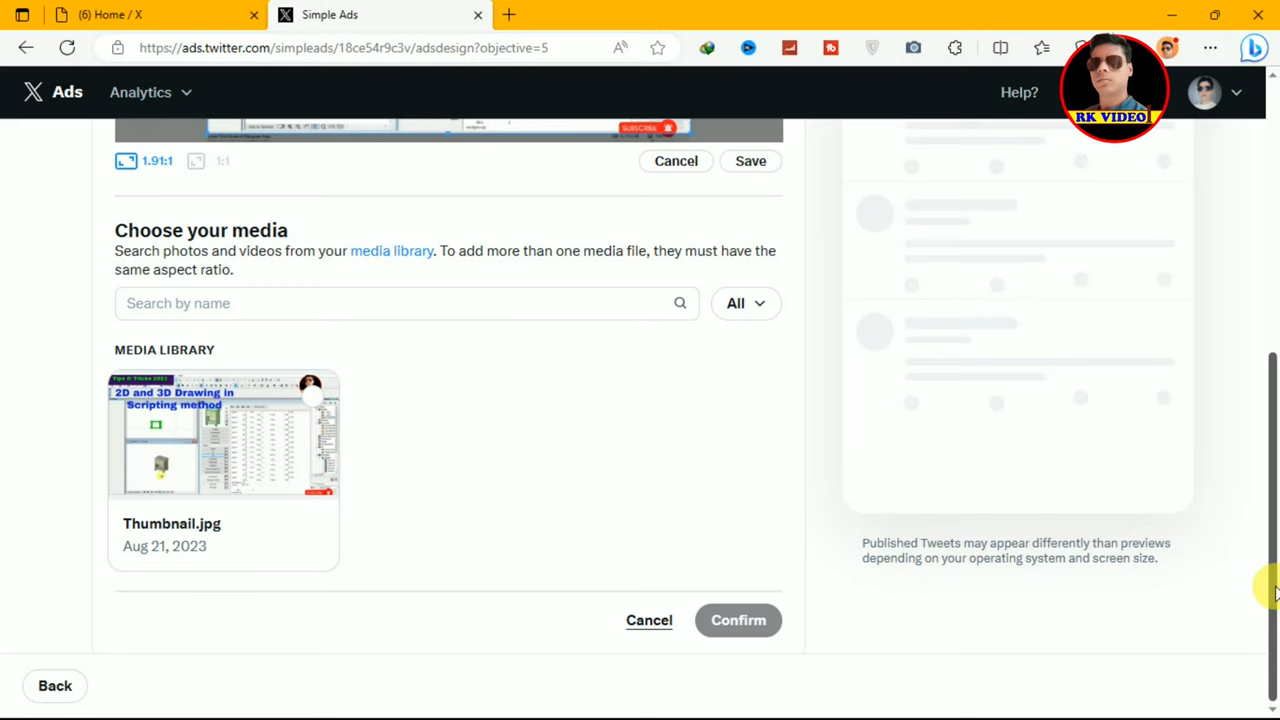 (6) Home / X
Simple Ads
https://ads.twitter.com/simpleads/18ce54r9c3v/adsdesign?objective=5
X Ads
Analytics
Help?
RK VIDEO
SUBSCRIBE
1.91:1
1:1
Cancel
Save
Choose your media
Search photos and videos from your media library. To add more than one media file, they must have the
same aspect ratio.
Search by name
All
MEDIA LIBRARY
Tips & Tricks 2023
2D and 3D Drawing in
Scripting method
Thumbnail.jpg
Aug 21, 2023
Published Tweets may appear differently than previews
depending on your operating system and screen size.
Cancel
Confirm
Back